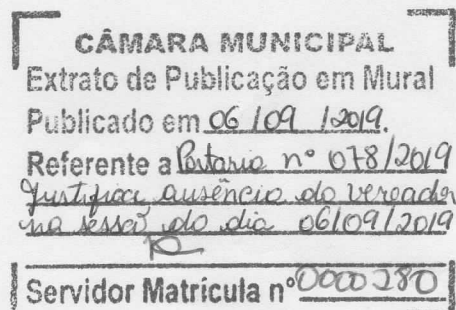 CÂMARA MUNICIPAL
Extrato de Publicação em Mural
Publicado em 06/09/2019.
Referente a Portaria nº 078/2019
Justifica ausência do vereador
na sessão do dia 06/09/2019
Servidor Matrícula nº 0000280